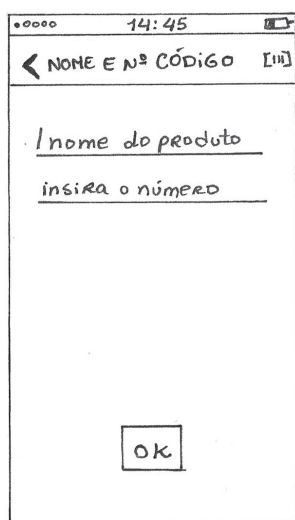 14:45
NOME E Nº CÓDIGO
nome do produto
insira o número
OK